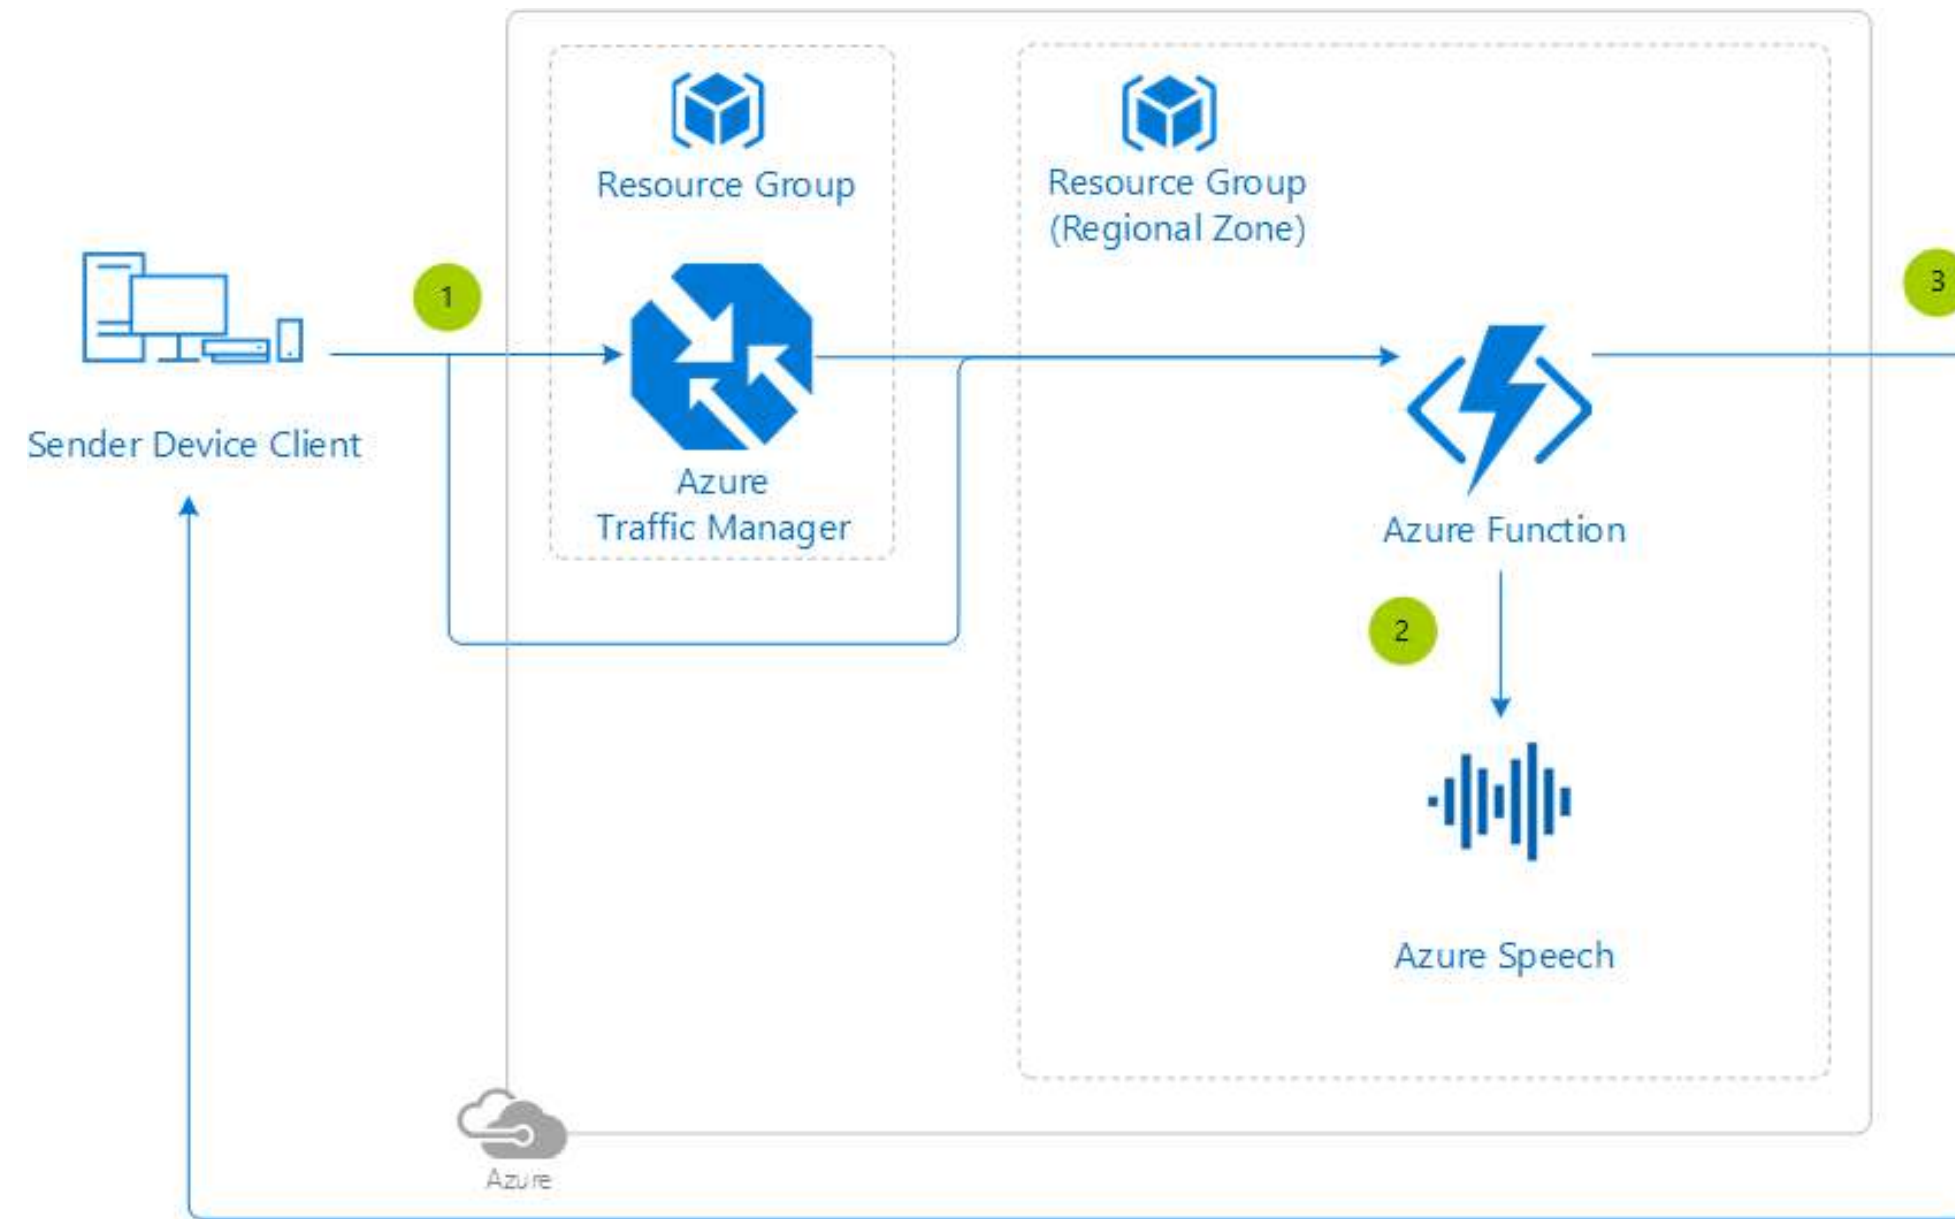 Resource Group
Resource Group
(Regional Zone)
1
3
Sender Device Client
Azure
Traffic Manager
Azure Function
2
Azure Speech
Azure